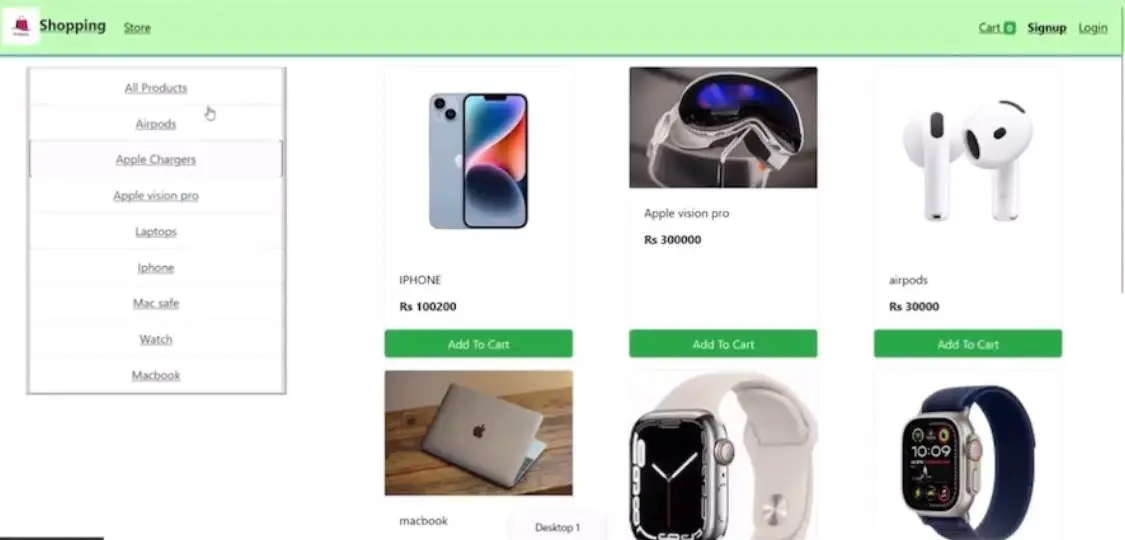 Shopping Store Cart 0 Signup Login
All Products
Airpods
Apple Chargers
Apple vision pro
Laptops
Iphone
Mac safe
Watch
Macbook
IPHONE
Rs 100200
Add To Cart
Apple vision pro
Rs 300000
Add To Cart
airpods
Rs 30000
Add To Cart
macbook
10:09
Desktop 1